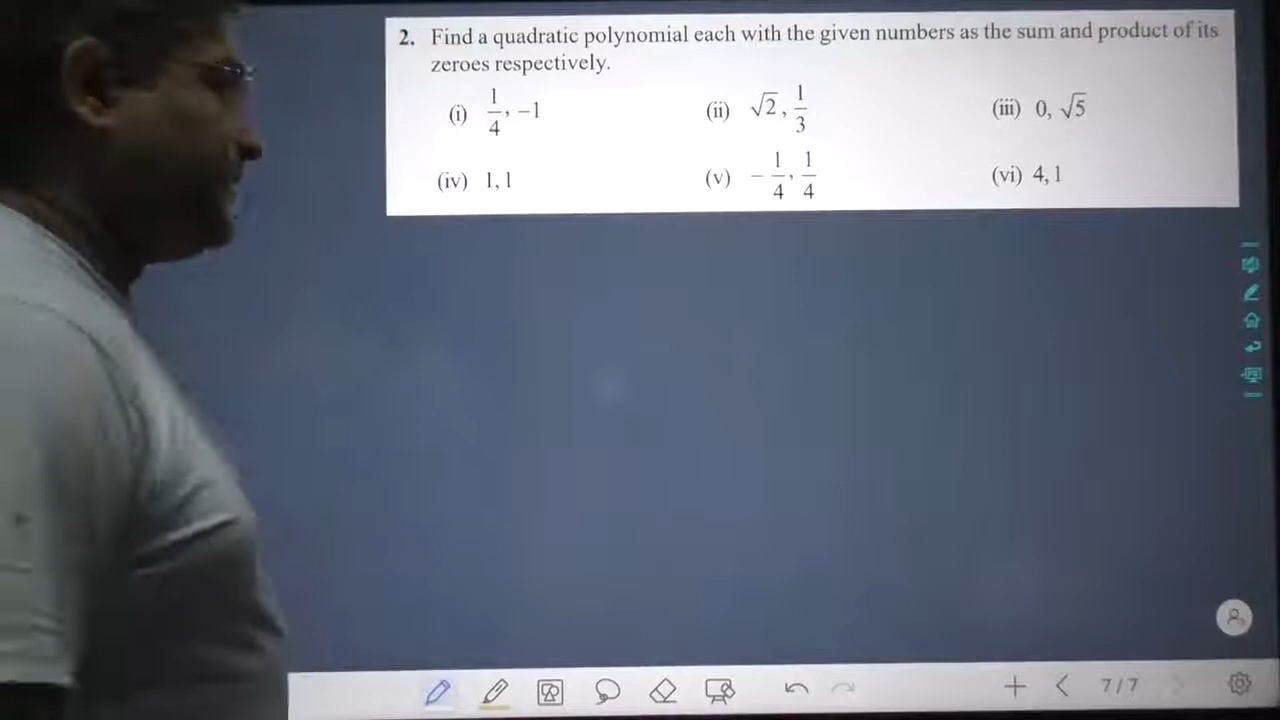 2. Find a quadratic polynomial each with the given numbers as the sum and product of its
zeroes respectively.
(i) 1/4, −1 (ii) √2, 1/3 (iii) 0, √5
(iv) 1, 1 (v) −1/4, 1/4 (vi) 4, 1
7/7